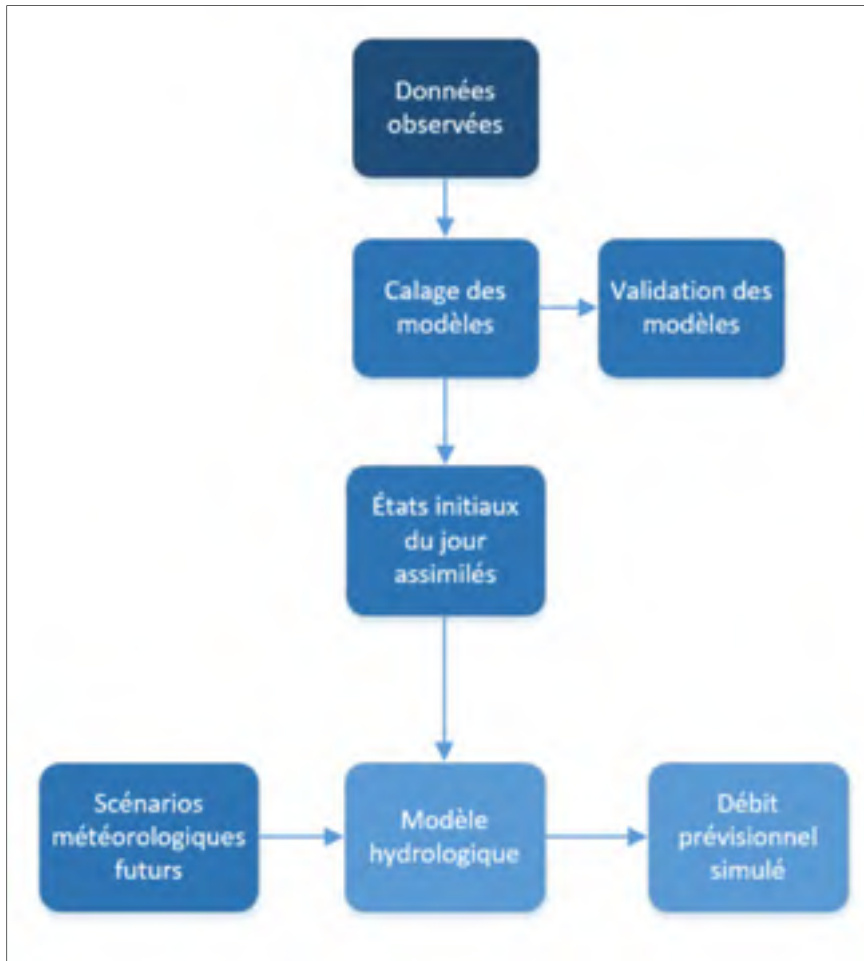 Données
observées
Calage des
modèles
Validation des
modèles
États initiaux
du jour
assimilés
Scénarios
météorologiques
futurs
Modèle
hydrologique
Débit
prévisionnel
simulé